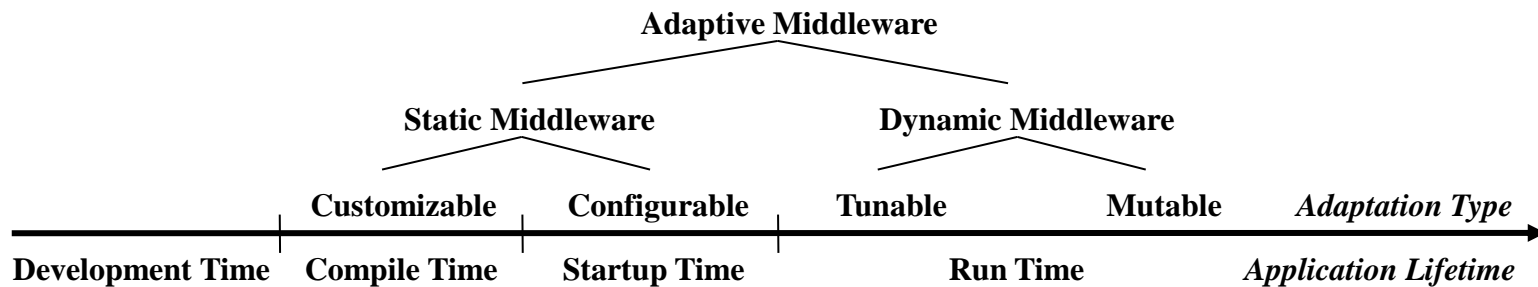 Adaptive Middleware
Static Middleware Dynamic Middleware
Customizable Configurable Tunable Mutable Adaptation Type
Development Time Compile Time Startup Time Run Time Application Lifetime